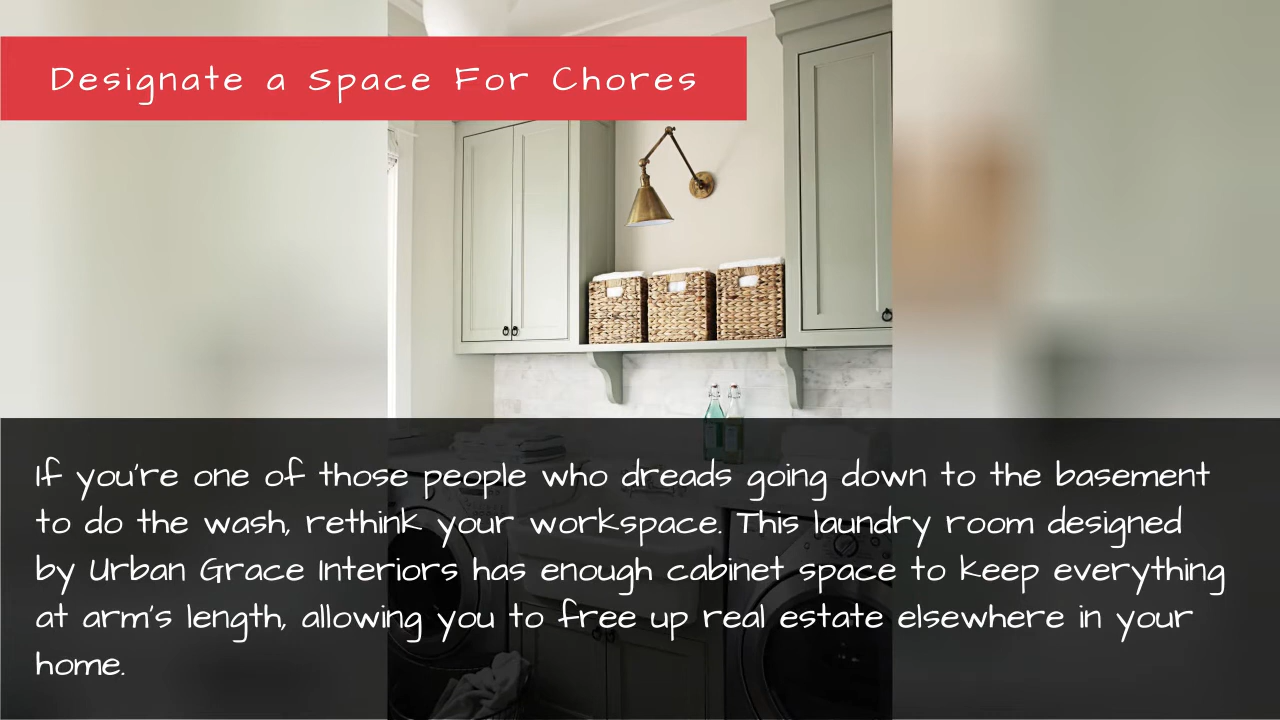 Designate a Space For Chores
If you're one of those people who dreads going down to the basement
to do the wash, rethink your workspace. This laundry room designed
by Urban Grace Interiors has enough cabinet space to keep everything
at arm's length, allowing you to free up real estate elsewhere in your
home.